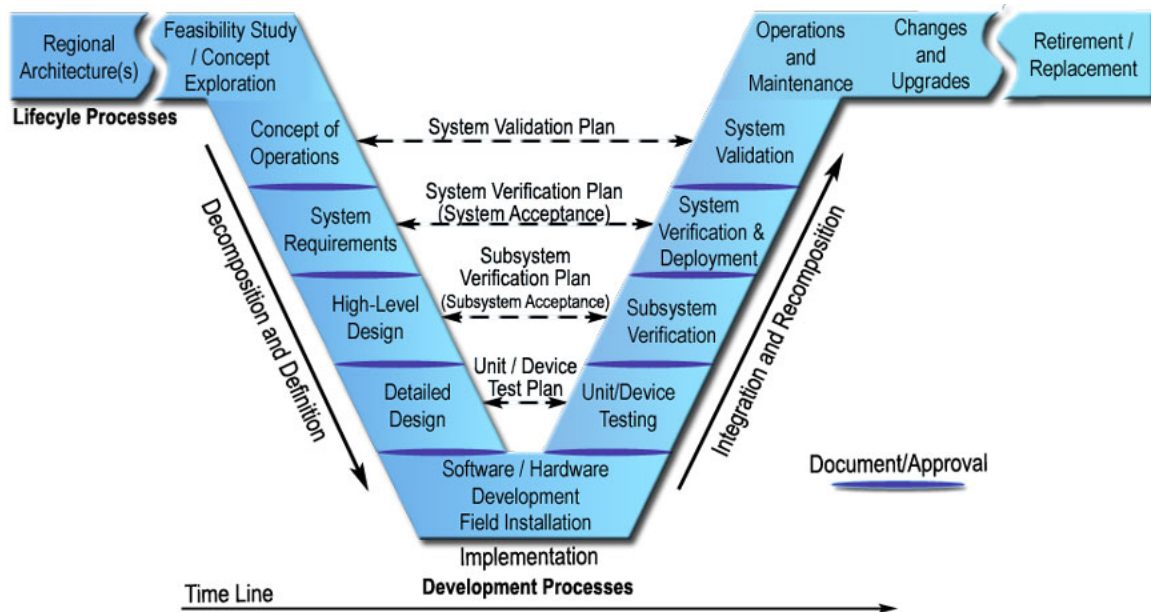 Regional
Architecture(s)
Feasibility Study
/ Concept
Exploration
Operations
and
Maintenance
Changes
and
Upgrades
Retirement /
Replacement
Lifecyle Processes
Concept of
Operations
System Validation Plan
System
Validation
System
Requirements
System Verification Plan
(System Acceptance)
System
Verification &
Deployment
High-Level
Design
Subsystem
Verification Plan
(Subsystem Acceptance)
Subsystem
Verification
Detailed
Design
Unit / Device
Test Plan
Unit/Device
Testing
Decomposition and Definition
Integration and Recomposition
Software / Hardware
Development
Field Installation
Document/Approval
Implementation
Development Processes
Time Line